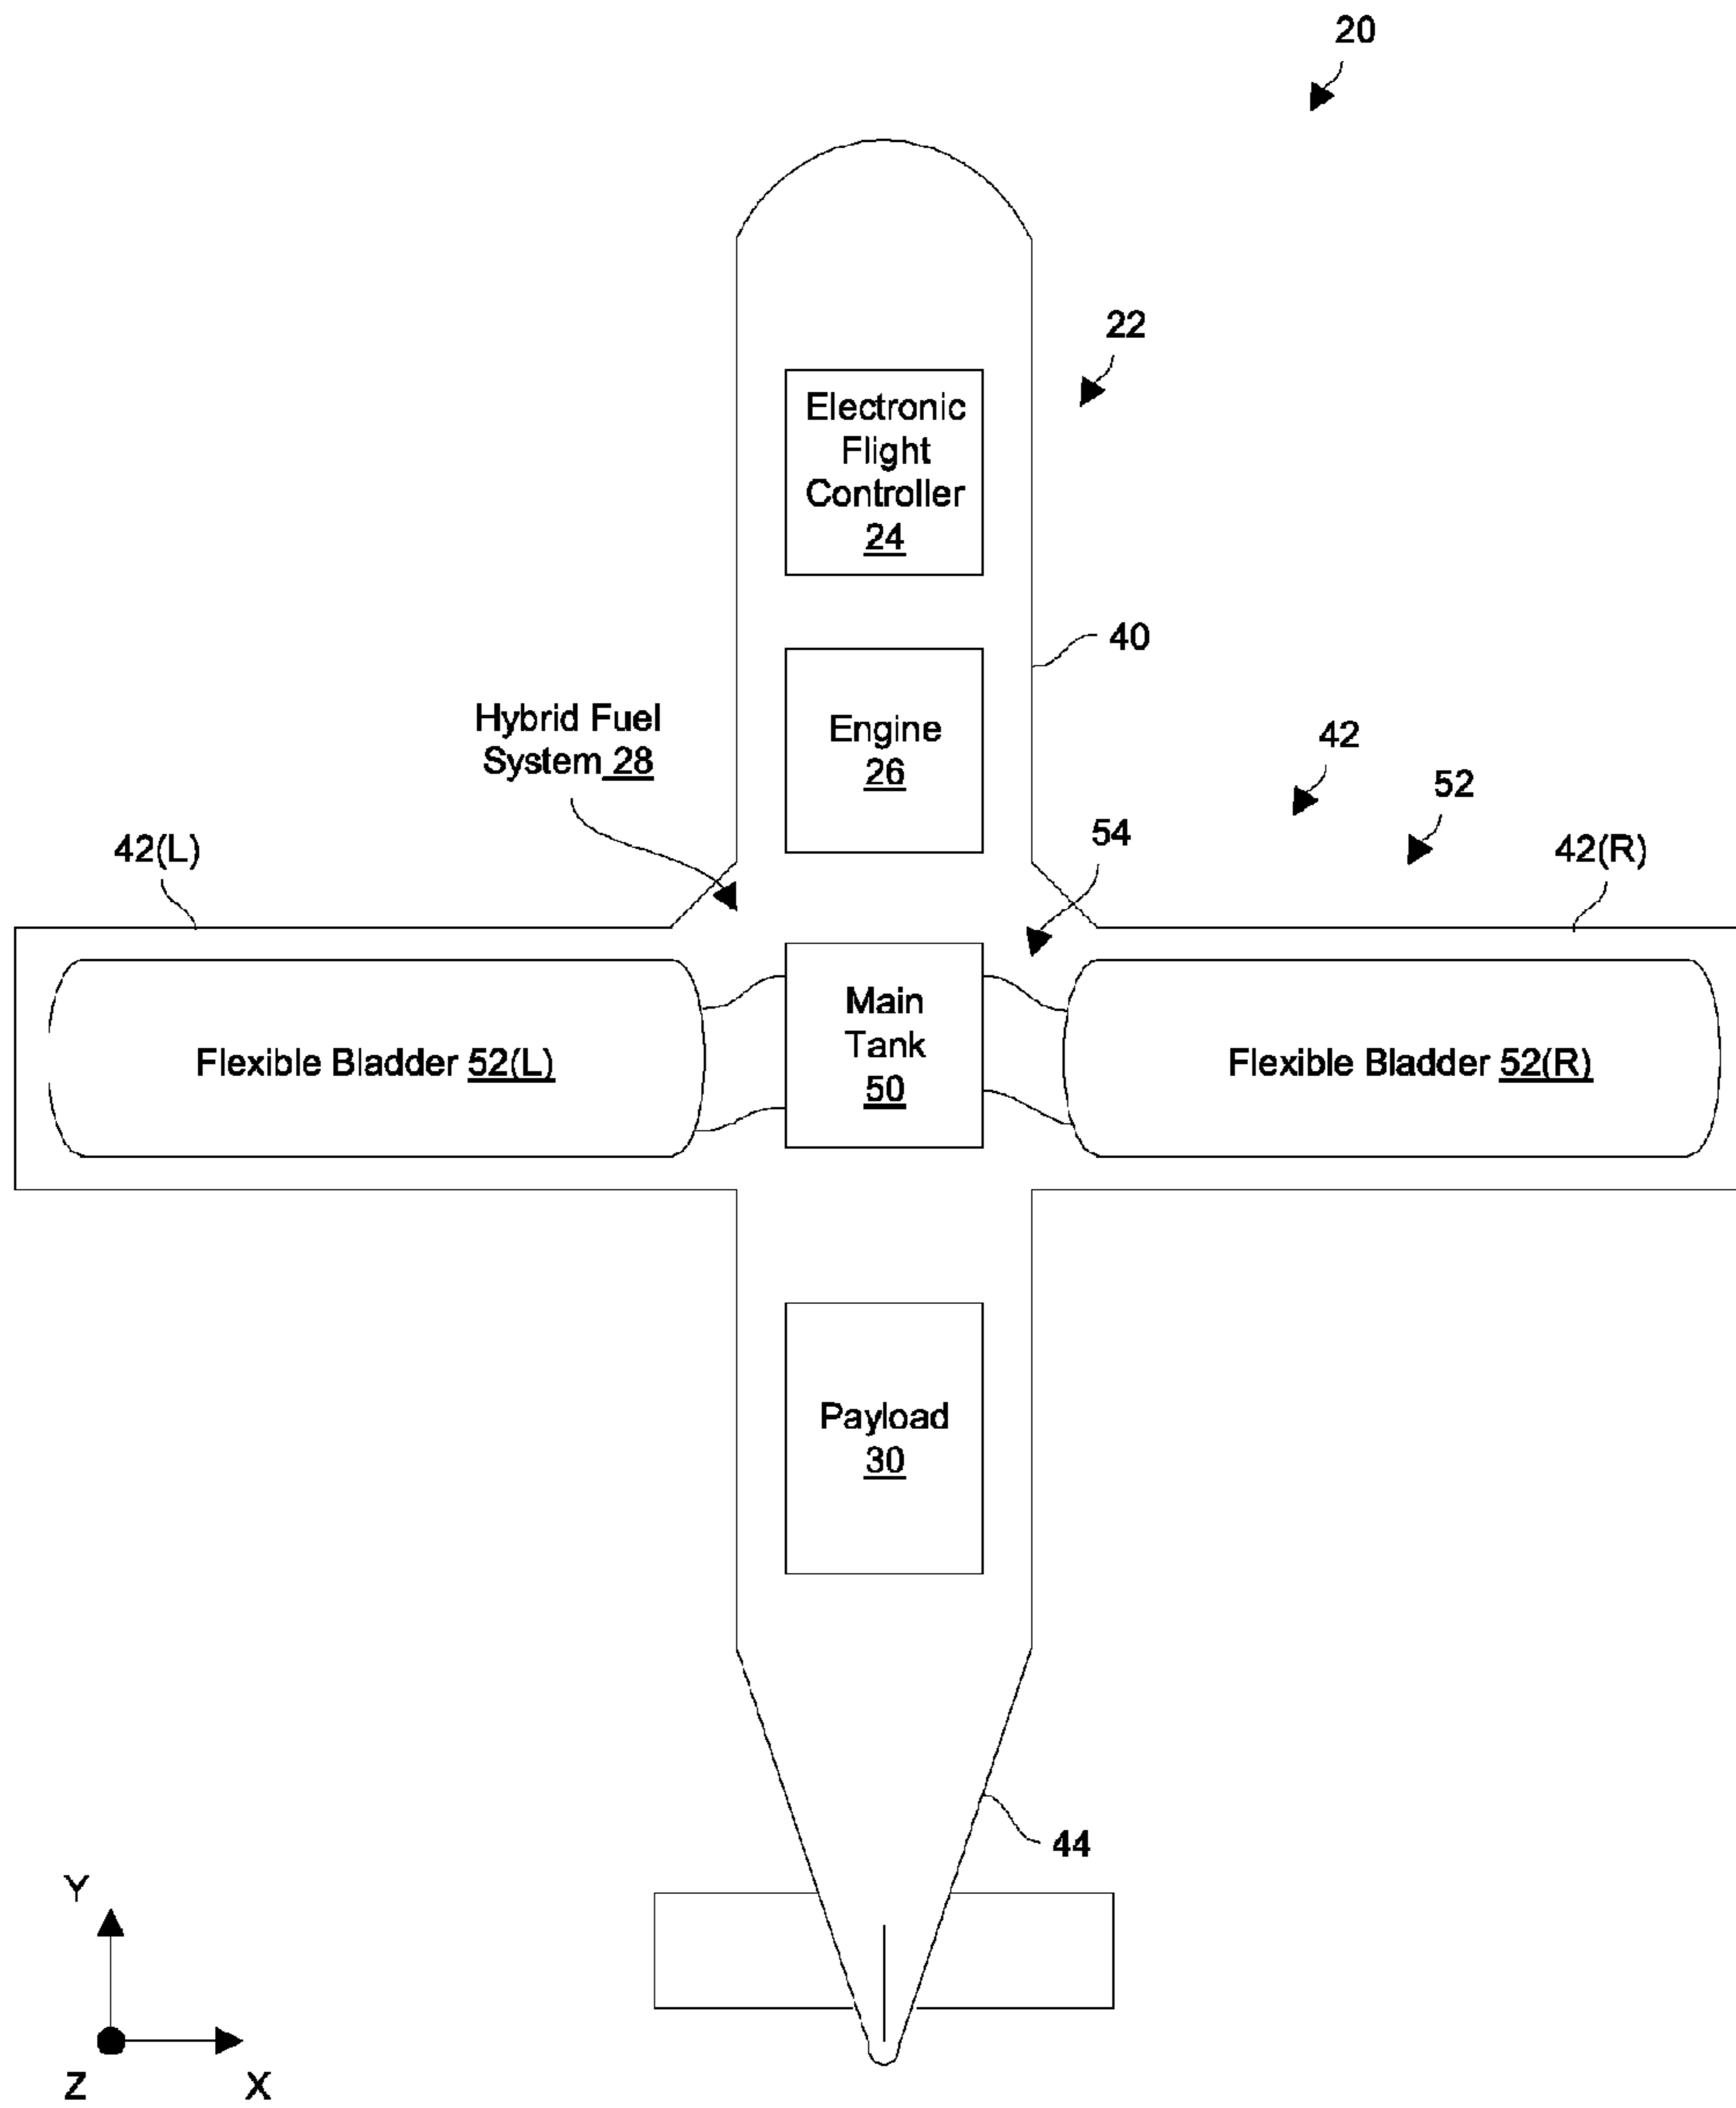 20
22
Electronic
Flight
Controller
24
40
Hybrid Fuel
System 28
Engine
26
42
52
54
42(L)
42(R)
Main
Tank
50
Flexible Bladder 52(L)
Flexible Bladder 52(R)
Payload
30
44
Y
Z
X